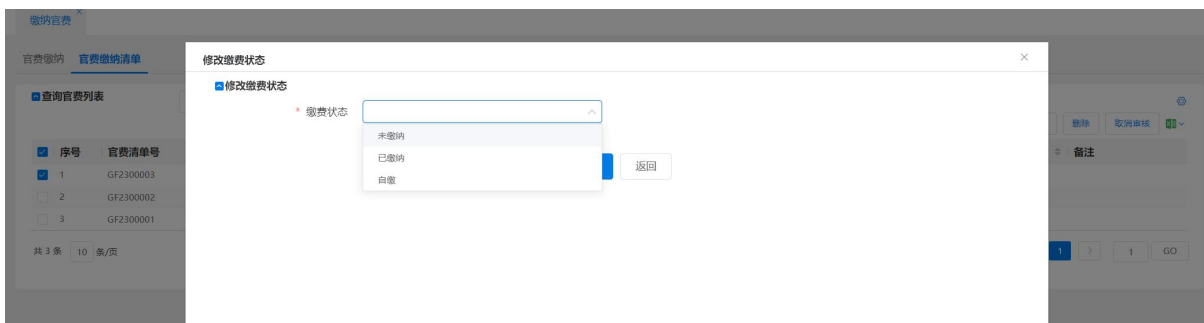 缴纳官费 ×
官费缴纳 官费缴纳清单
修改缴费状态 ×
修改缴费状态
* 缴费状态
未缴纳
已缴纳
自缴
返回
查询官费列表
删除 取消审核
序号 官费清单号 备注
1 GF2300003
2 GF2300002
3 GF2300001
共 3 条 10 条/页 1 > 1 GO